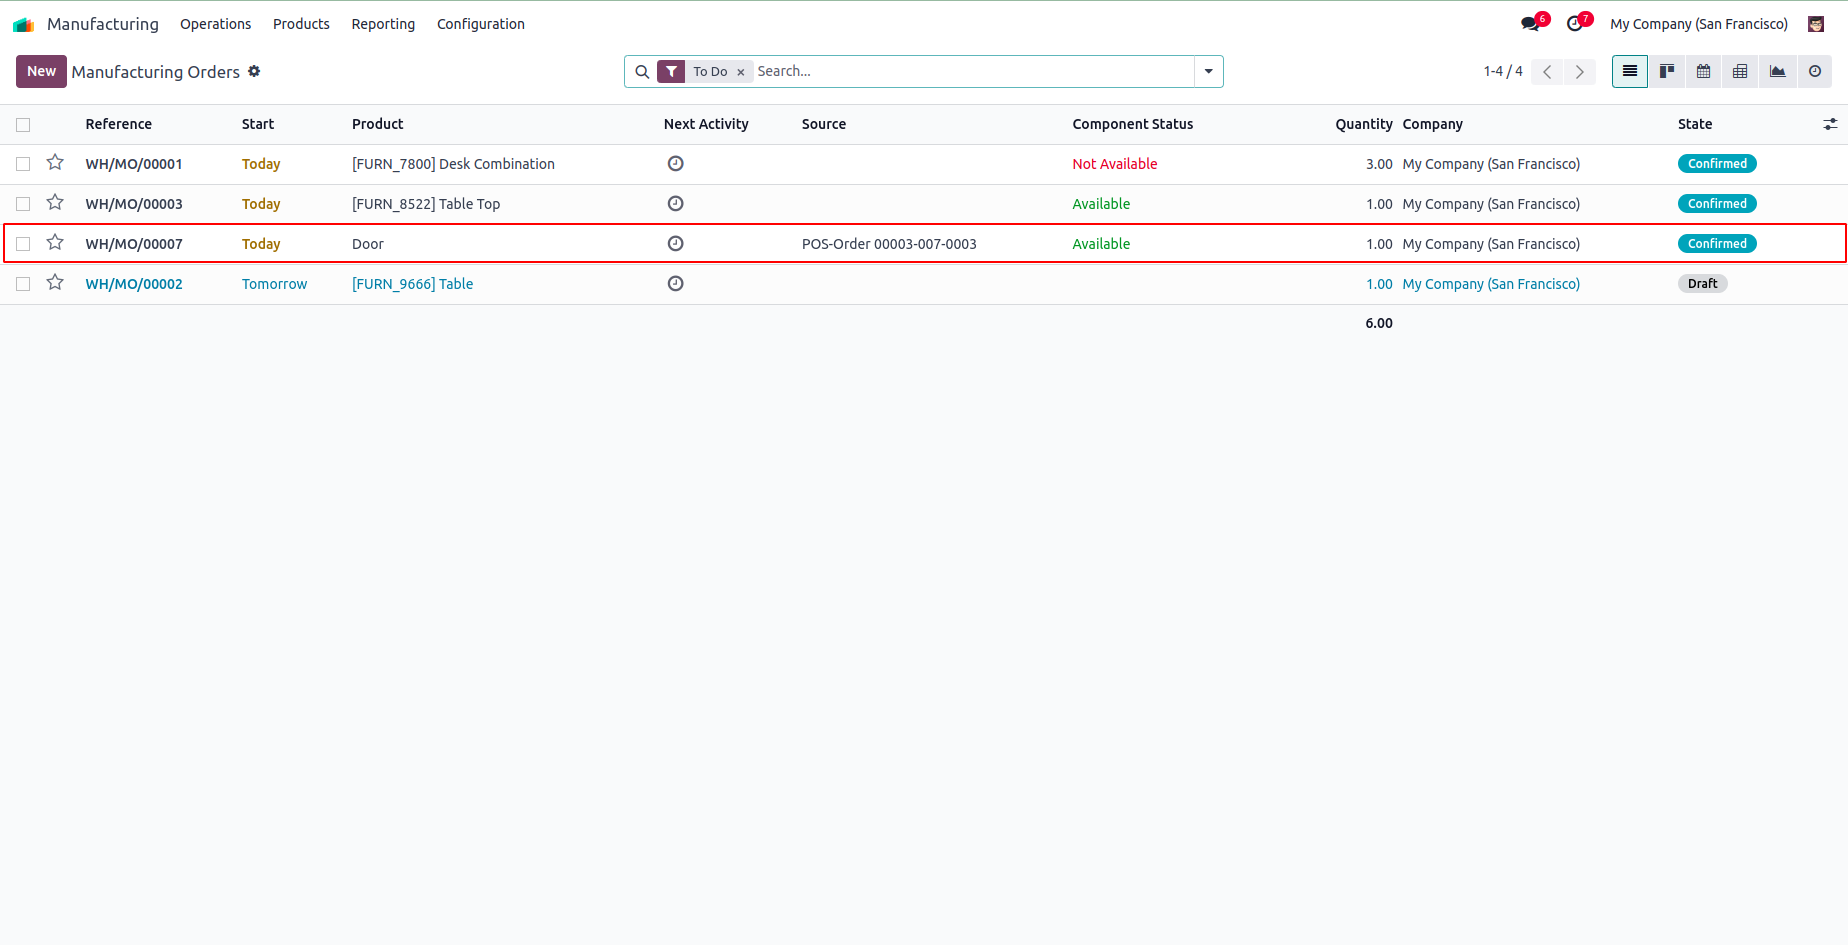 Manufacturing Operations Products Reporting Configuration 6 7 My Company (San Francisco)
New Manufacturing Orders To Do × Search... 1-4 / 4
Reference Start Product Next Activity Source Component Status Quantity Company State
WH/MO/00001 Today [FURN_7800] Desk Combination Not Available 3.00 My Company (San Francisco) Confirmed
WH/MO/00003 Today [FURN_8522] Table Top Available 1.00 My Company (San Francisco) Confirmed
WH/MO/00007 Today Door POS-Order 00003-007-0003 Available 1.00 My Company (San Francisco) Confirmed
WH/MO/00002 Tomorrow [FURN_9666] Table 1.00 My Company (San Francisco) Draft
6.00